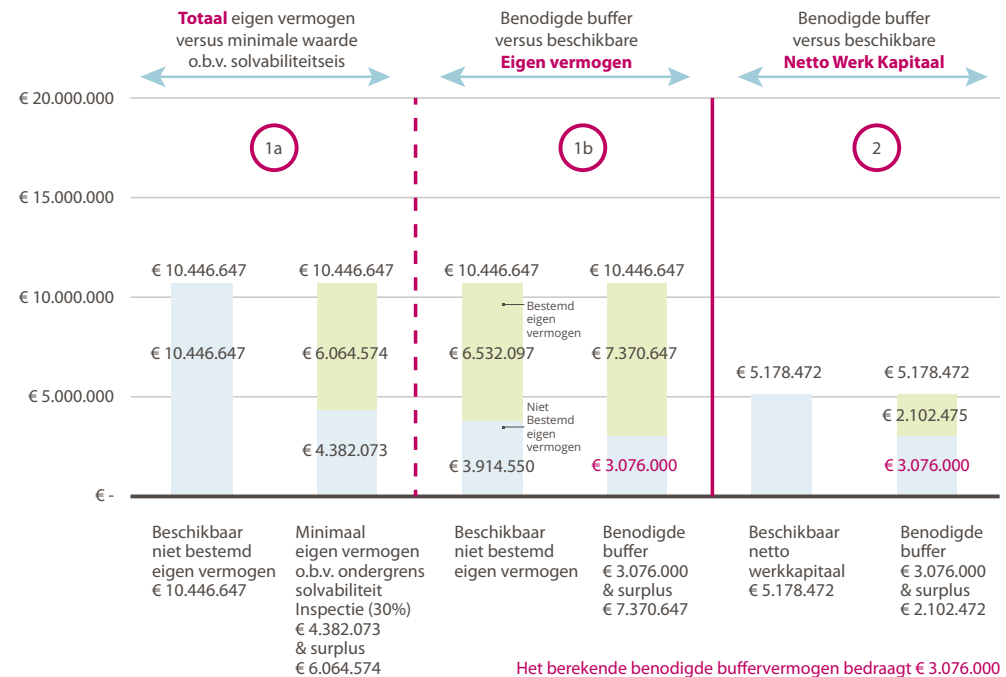 Totaal eigen vermogen
versus minimale waarde
o.b.v. solvabiliteitseis
Benodigde buffer
versus beschikbare
Eigen vermogen
Benodigde buffer
versus beschikbare
Netto Werk Kapitaal
€ 20.000.000
1a
1b
2
€ 15.000.000
€ 10.446.647
€ 10.446.647
€ 10.446.647
€ 10.446.647
€ 10.000.000
Bestemd
eigen
vermogen
€ 10.446.647
€ 6.064.574
€ 6.532.097
€ 7.370.647
€ 5.178.472
€ 5.178.472
€ 5.000.000
Niet
Bestemd
eigen
vermogen
€ 2.102.475
€ 4.382.073
€ 3.914.550
€ 3.076.000
€ 3.076.000
€ -
Beschikbaar
niet bestemd
eigen vermogen
€ 10.446.647
Minimaal
eigen vermogen
o.b.v. ondergrens
solvabiliteit
Inspectie (30%)
€ 4.382.073
& surplus
€ 6.064.574
Beschikbaar
niet bestemd
eigen vermogen
Benodigde
buffer
€ 3.076.000
& surplus
€ 7.370.647
Beschikbaar
netto
werkkapitaal
€ 5.178.472
Benodigde
buffer
€ 3.076.000
& surplus
€ 2.102.472
Het berekende benodigde buffervermogen bedraagt € 3.076.000